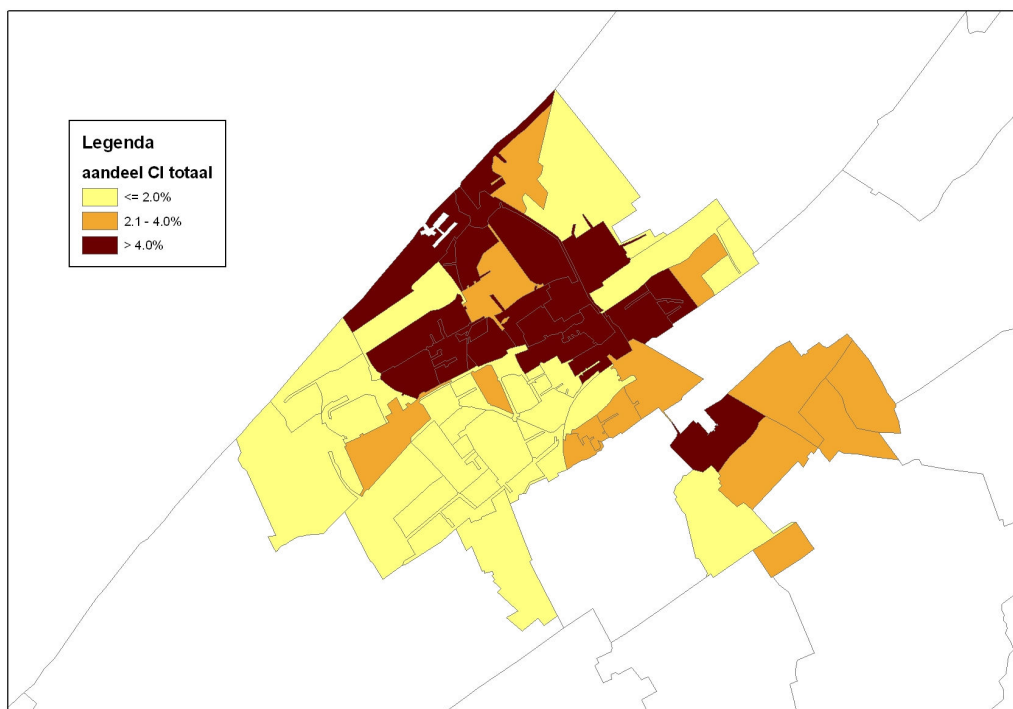 Legenda
aandeel CI totaal
<= 2.0%
2.1 - 4.0%
> 4.0%